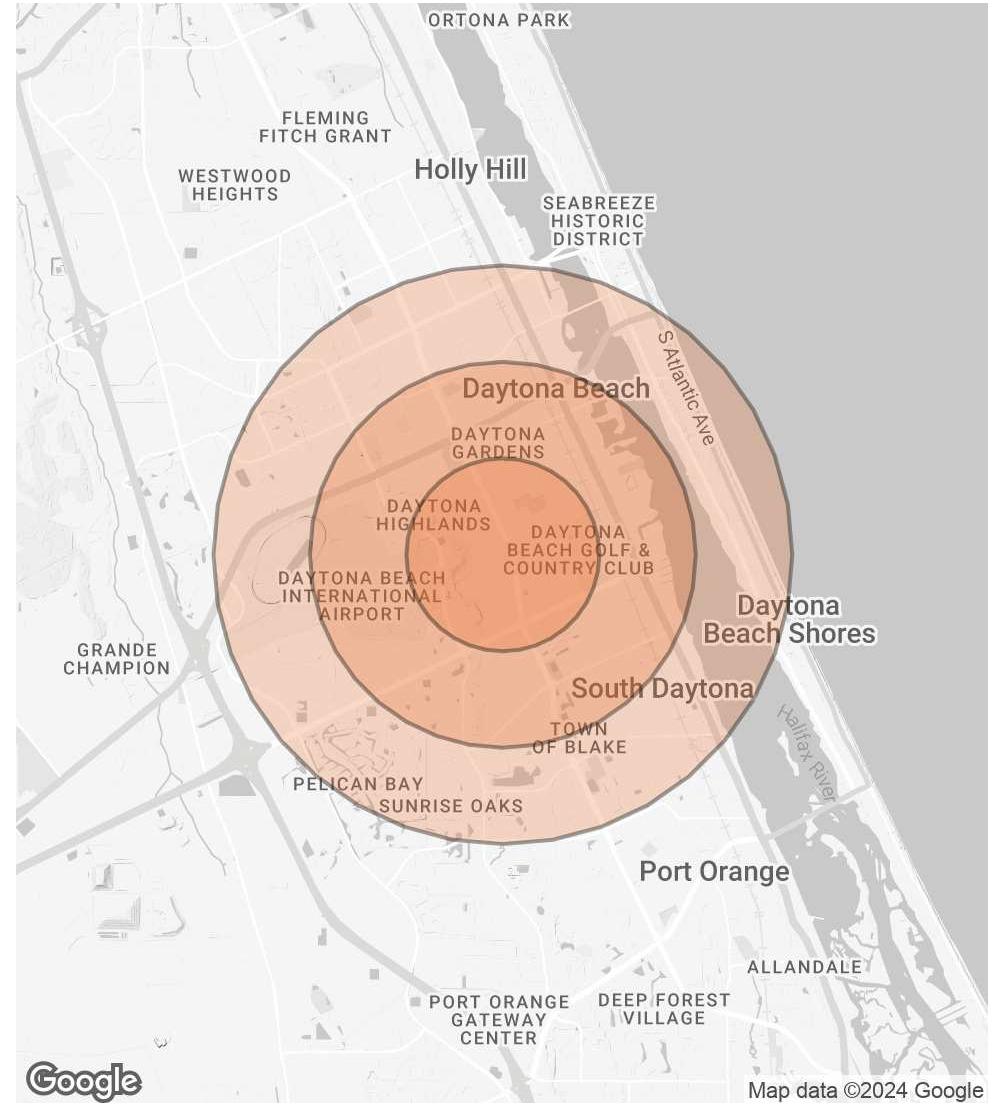 ORTONA PARK
FLEMING
FITCH GRANT
Holly Hill
WESTWOOD
HEIGHTS
SEABREEZE
HISTORIC
DISTRICT
S Atlantic Ave
Daytona Beach
DAYTONA
GARDENS
DAYTONA
HIGHLANDS
DAYTONA
BEACH GOLF &
COUNTRY CLUB
DAYTONA BEACH
INTERNATIONAL
AIRPORT
Daytona
Beach Shores
GRANDE
CHAMPION
South Daytona
TOWN
OF BLAKE
Halifax River
PELICAN BAY
SUNRISE OAKS
Port Orange
ALLANDALE
PORT ORANGE
GATEWAY
CENTER
DEEP FOREST
VILLAGE
Google
Map data ©2024 Google